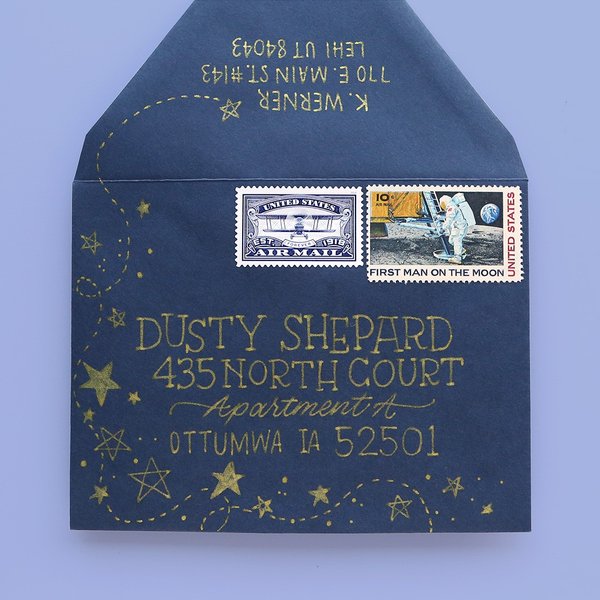 K. WERNER
770 E. MAIN ST. #143
LEHI UT 84043
UNITED STATES
EST. FOREVER 1918
AIR MAIL
10¢
AIR MAIL
FIRST MAN ON THE MOON
UNITED STATES
DUSTY SHEPARD
435 NORTH COURT
Apartment A
OTTUMWA IA 52501